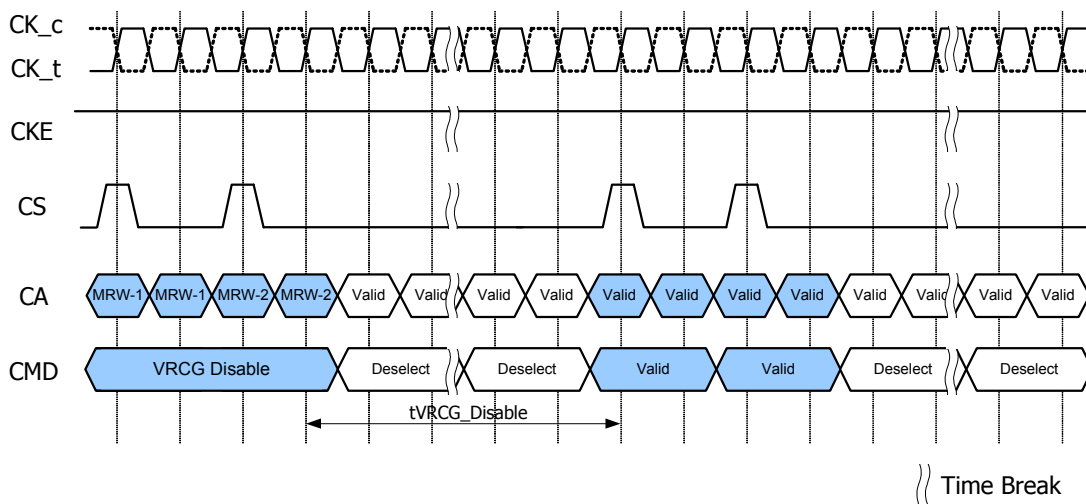 CK_c
CK_t
CKE
CS
CA MRW-1 MRW-1 MRW-2 MRW-2 Valid Valid Valid Valid Valid Valid Valid Valid Valid Valid Valid Valid
CMD VRCG Disable Deselect Deselect Valid Valid Deselect Deselect
tVRCG_Disable
Time Break